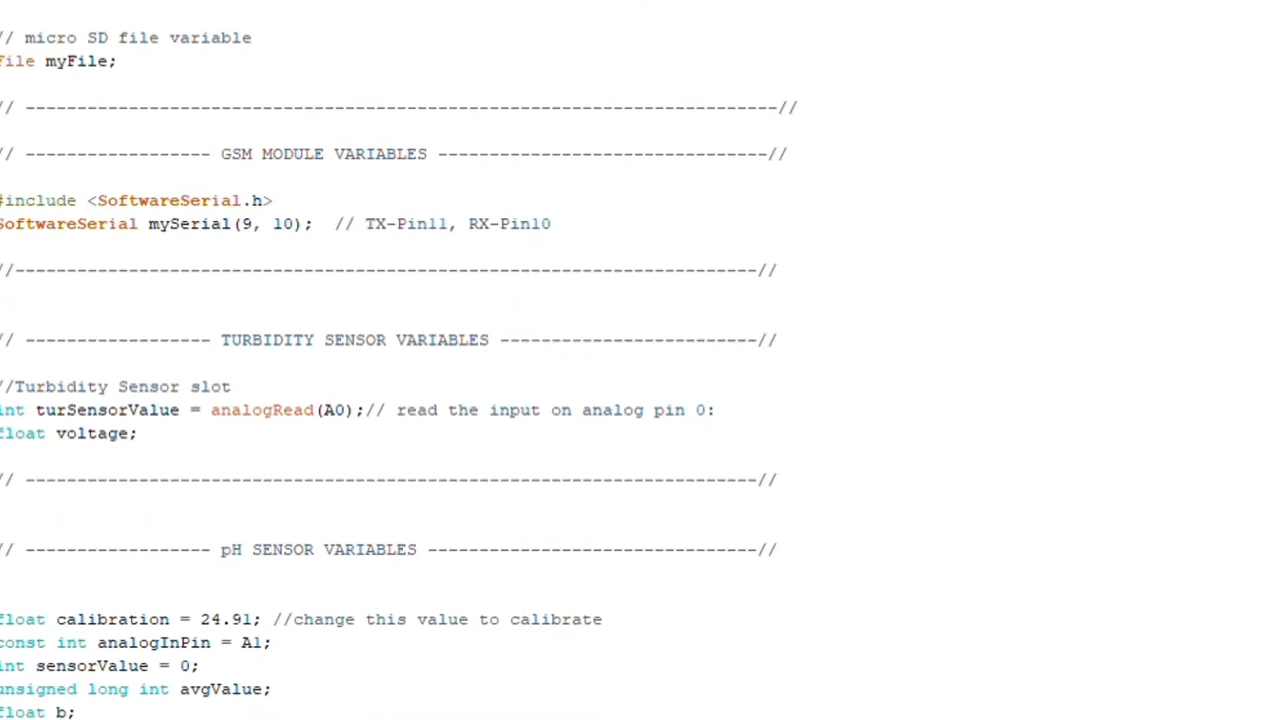 // micro SD file variable
File myFile;
// -------------------------------------------------------------------------//
// ------------------ GSM MODULE VARIABLES --------------------------------//
#include <SoftwareSerial.h>
SoftwareSerial mySerial(9, 10);  // TX-Pin11, RX-Pin10
//------------------------------------------------------------------------//
// ------------------ TURBIDITY SENSOR VARIABLES -------------------------//
//Turbidity Sensor slot
int turSensorValue = analogRead(A0);// read the input on analog pin 0:
float voltage;
// -----------------------------------------------------------------------//
// ------------------ pH SENSOR VARIABLES --------------------------------//
float calibration = 24.91; //change this value to calibrate
const int analogInPin = A1;
int sensorValue = 0;
unsigned long int avgValue;
float b;